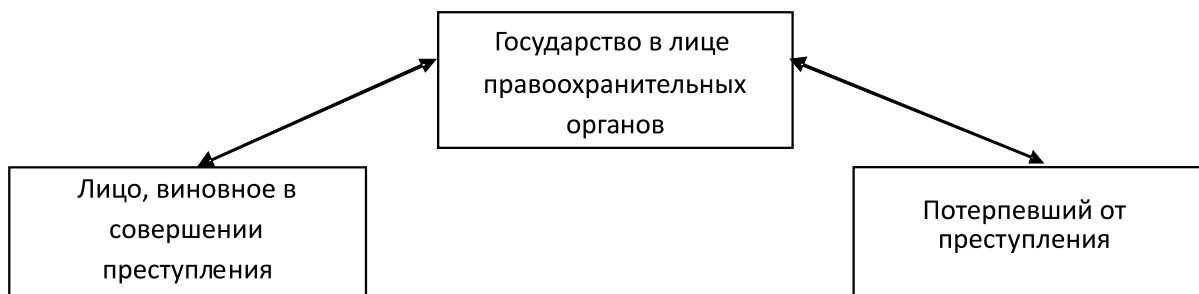 Государство в лице
правоохранительных
органов
Лицо, виновное в
совершении
преступления
Потерпевший от
преступления